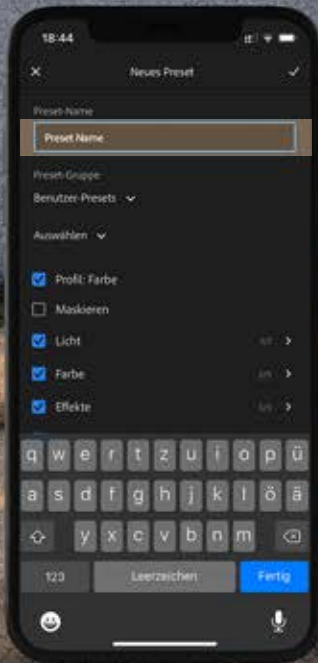 18:44
Neues Preset
Preset-Name
Preset Name
Preset-Gruppe
Benutzer-Presets
Auswählen
Profil: Farbe
Maskieren
Licht
Farbe
Effekte
q w e r t z u i o p ü
a s d f g h j k l ö ä
y x c v b n m
123 Leerzeichen Fertig